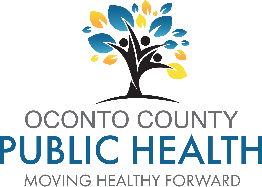 OCONTO COUNTY
PUBLIC HEALTH
MOVING HEALTHY FORWARD